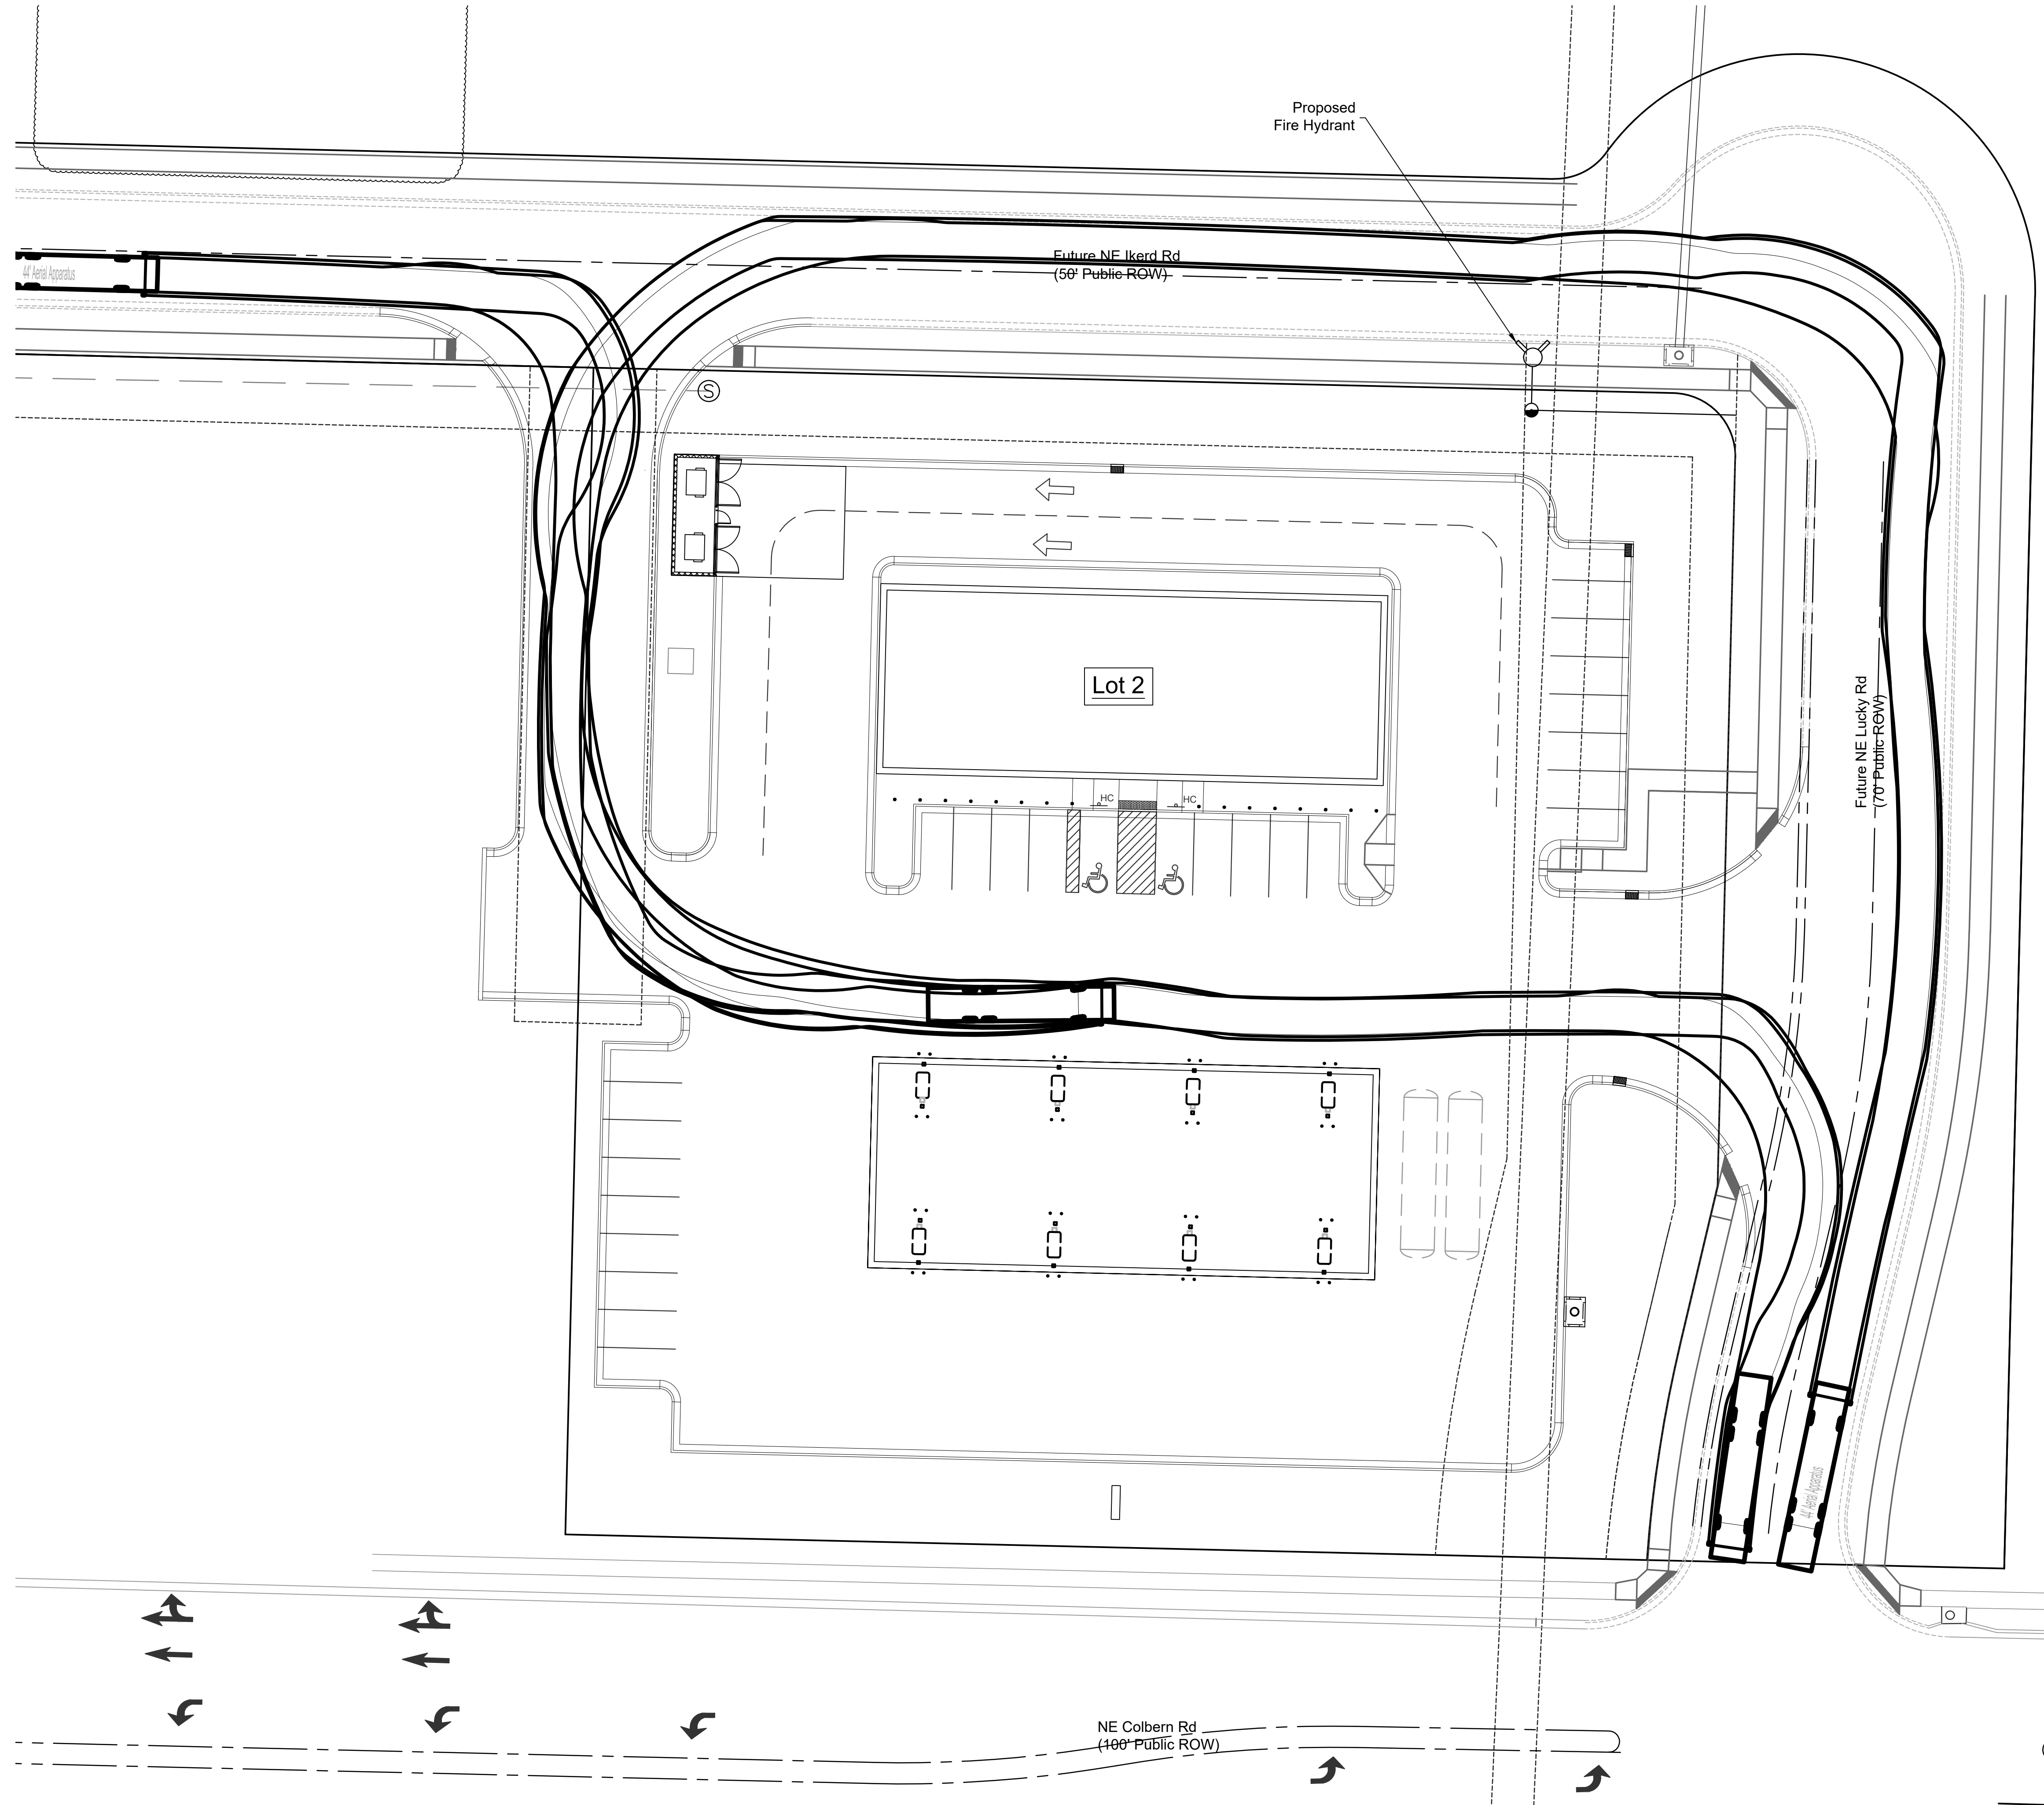 Proposed
Fire Hydrant
Future NE Ikerd Rd
(50' Public ROW)
44' Aerial Apparatus
S
Lot 2
HC
HC
Future NE Lucky Rd
(70' Public ROW)
44' Aerial Apparatus
NE Colbern Rd
(100' Public ROW)